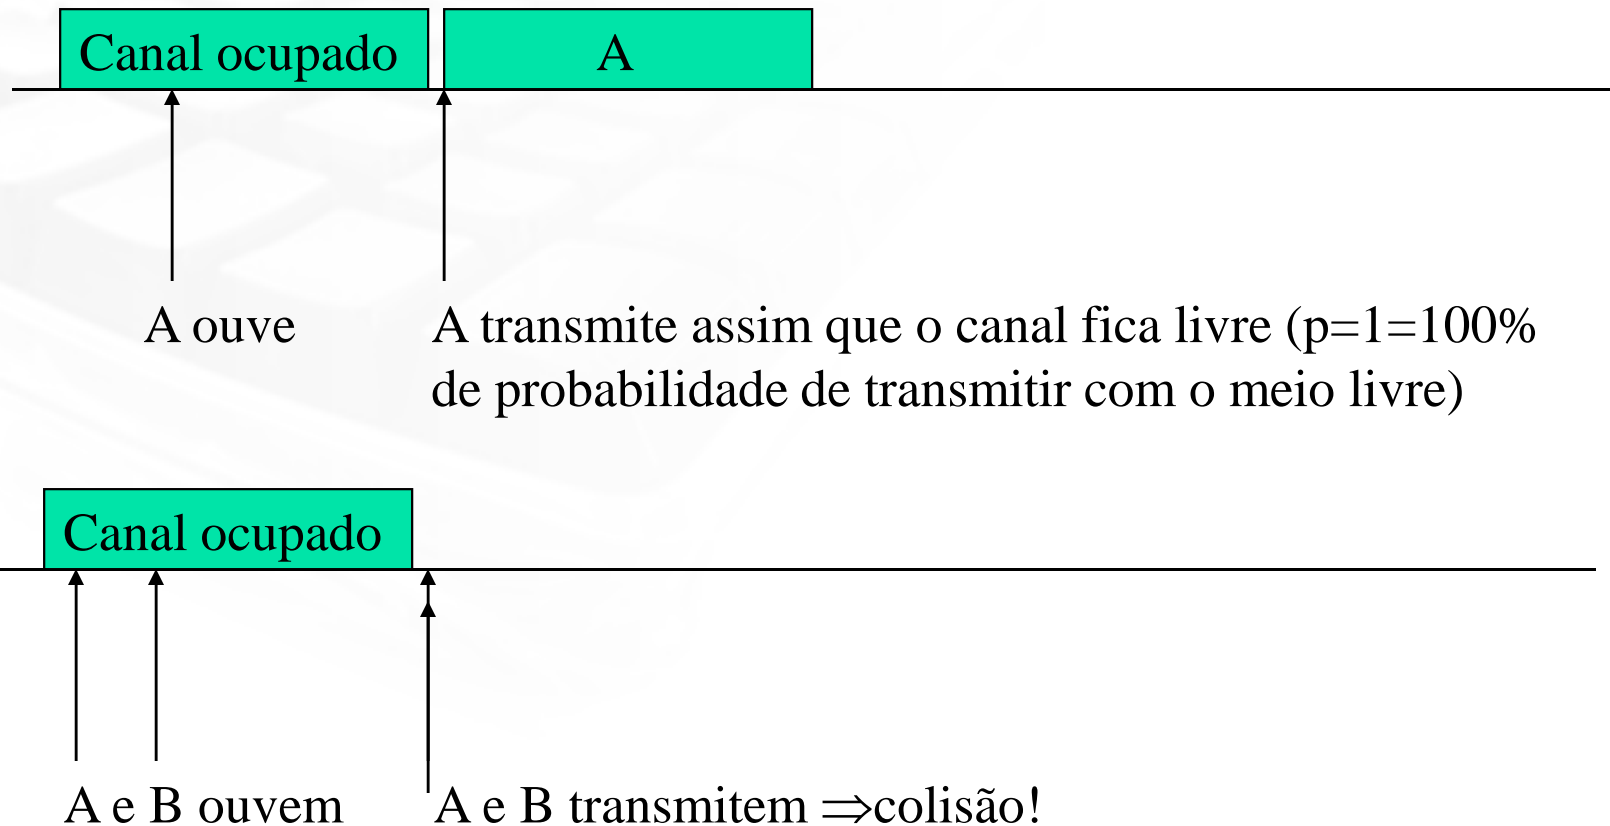 Canal ocupado A
A ouve
A transmite assim que o canal fica livre (p=1=100%
de probabilidade de transmitir com o meio livre)
Canal ocupado
A e B ouvem
A e B transmitem ⇒colisão!